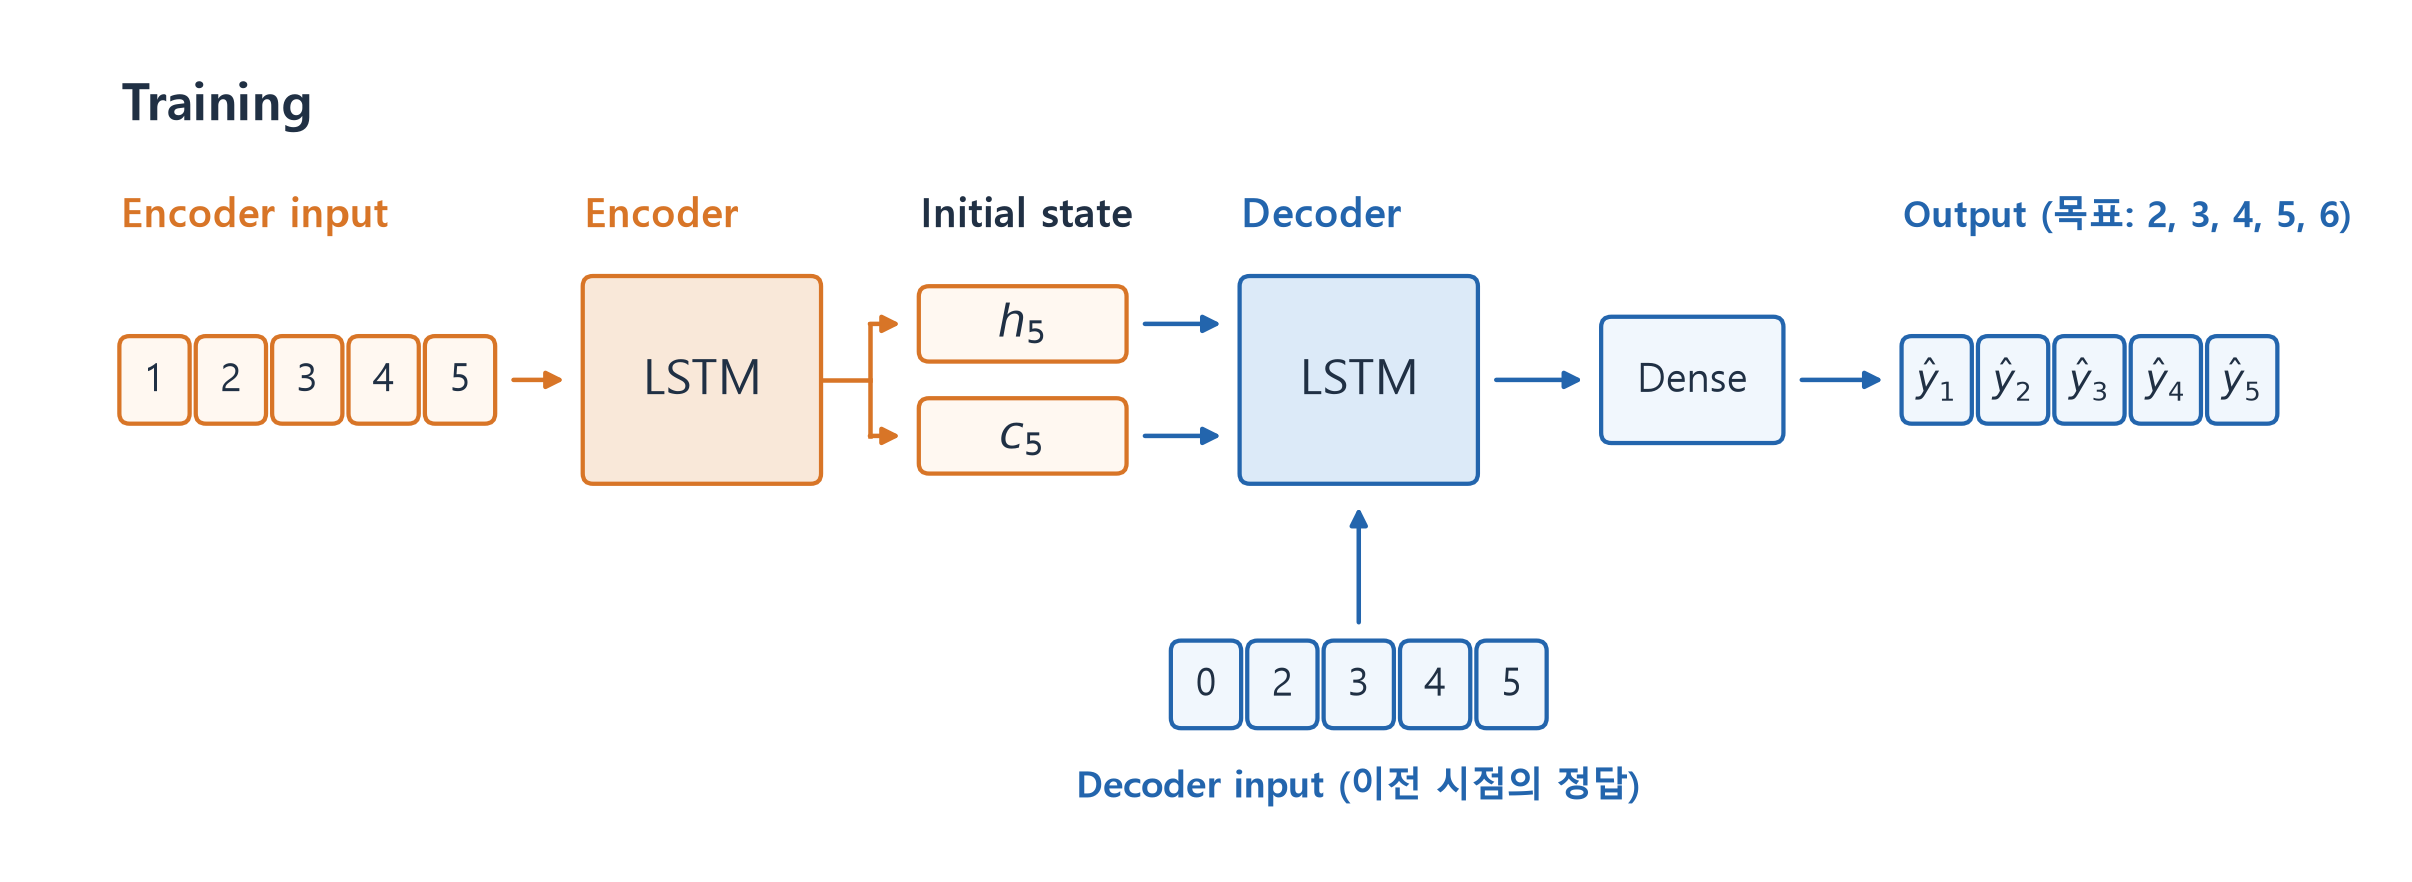 Training
Encoder input
Encoder
Initial state
Decoder
Output (목표: 2, 3, 4, 5, 6)
1 2 3 4 5
LSTM
h5
c5
LSTM
Dense
ŷ1 ŷ2 ŷ3 ŷ4 ŷ5
0 2 3 4 5
Decoder input (이전 시점의 정답)